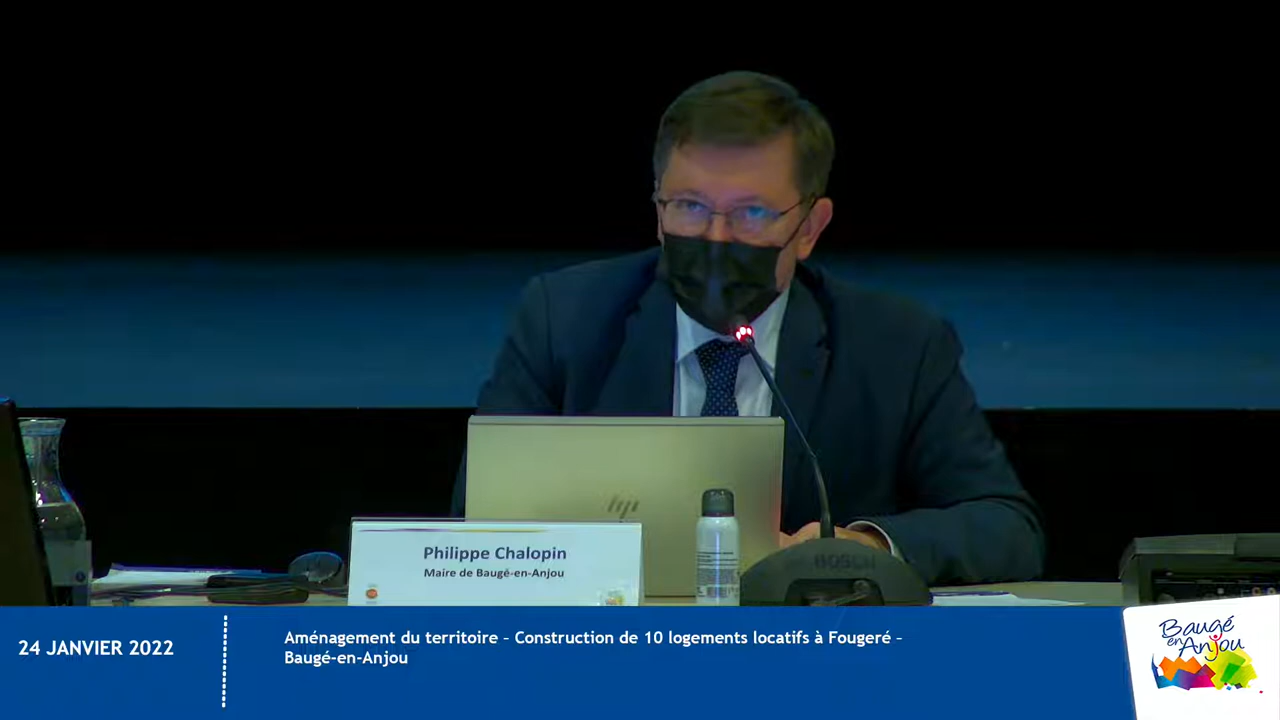 hp
BOSCH
Philippe Chalopin
Maire de Baugé-en-Anjou
24 JANVIER 2022
Aménagement du territoire – Construction de 10 logements locatifs à Fougeré –
Baugé-en-Anjou
Baugé
en Anjou